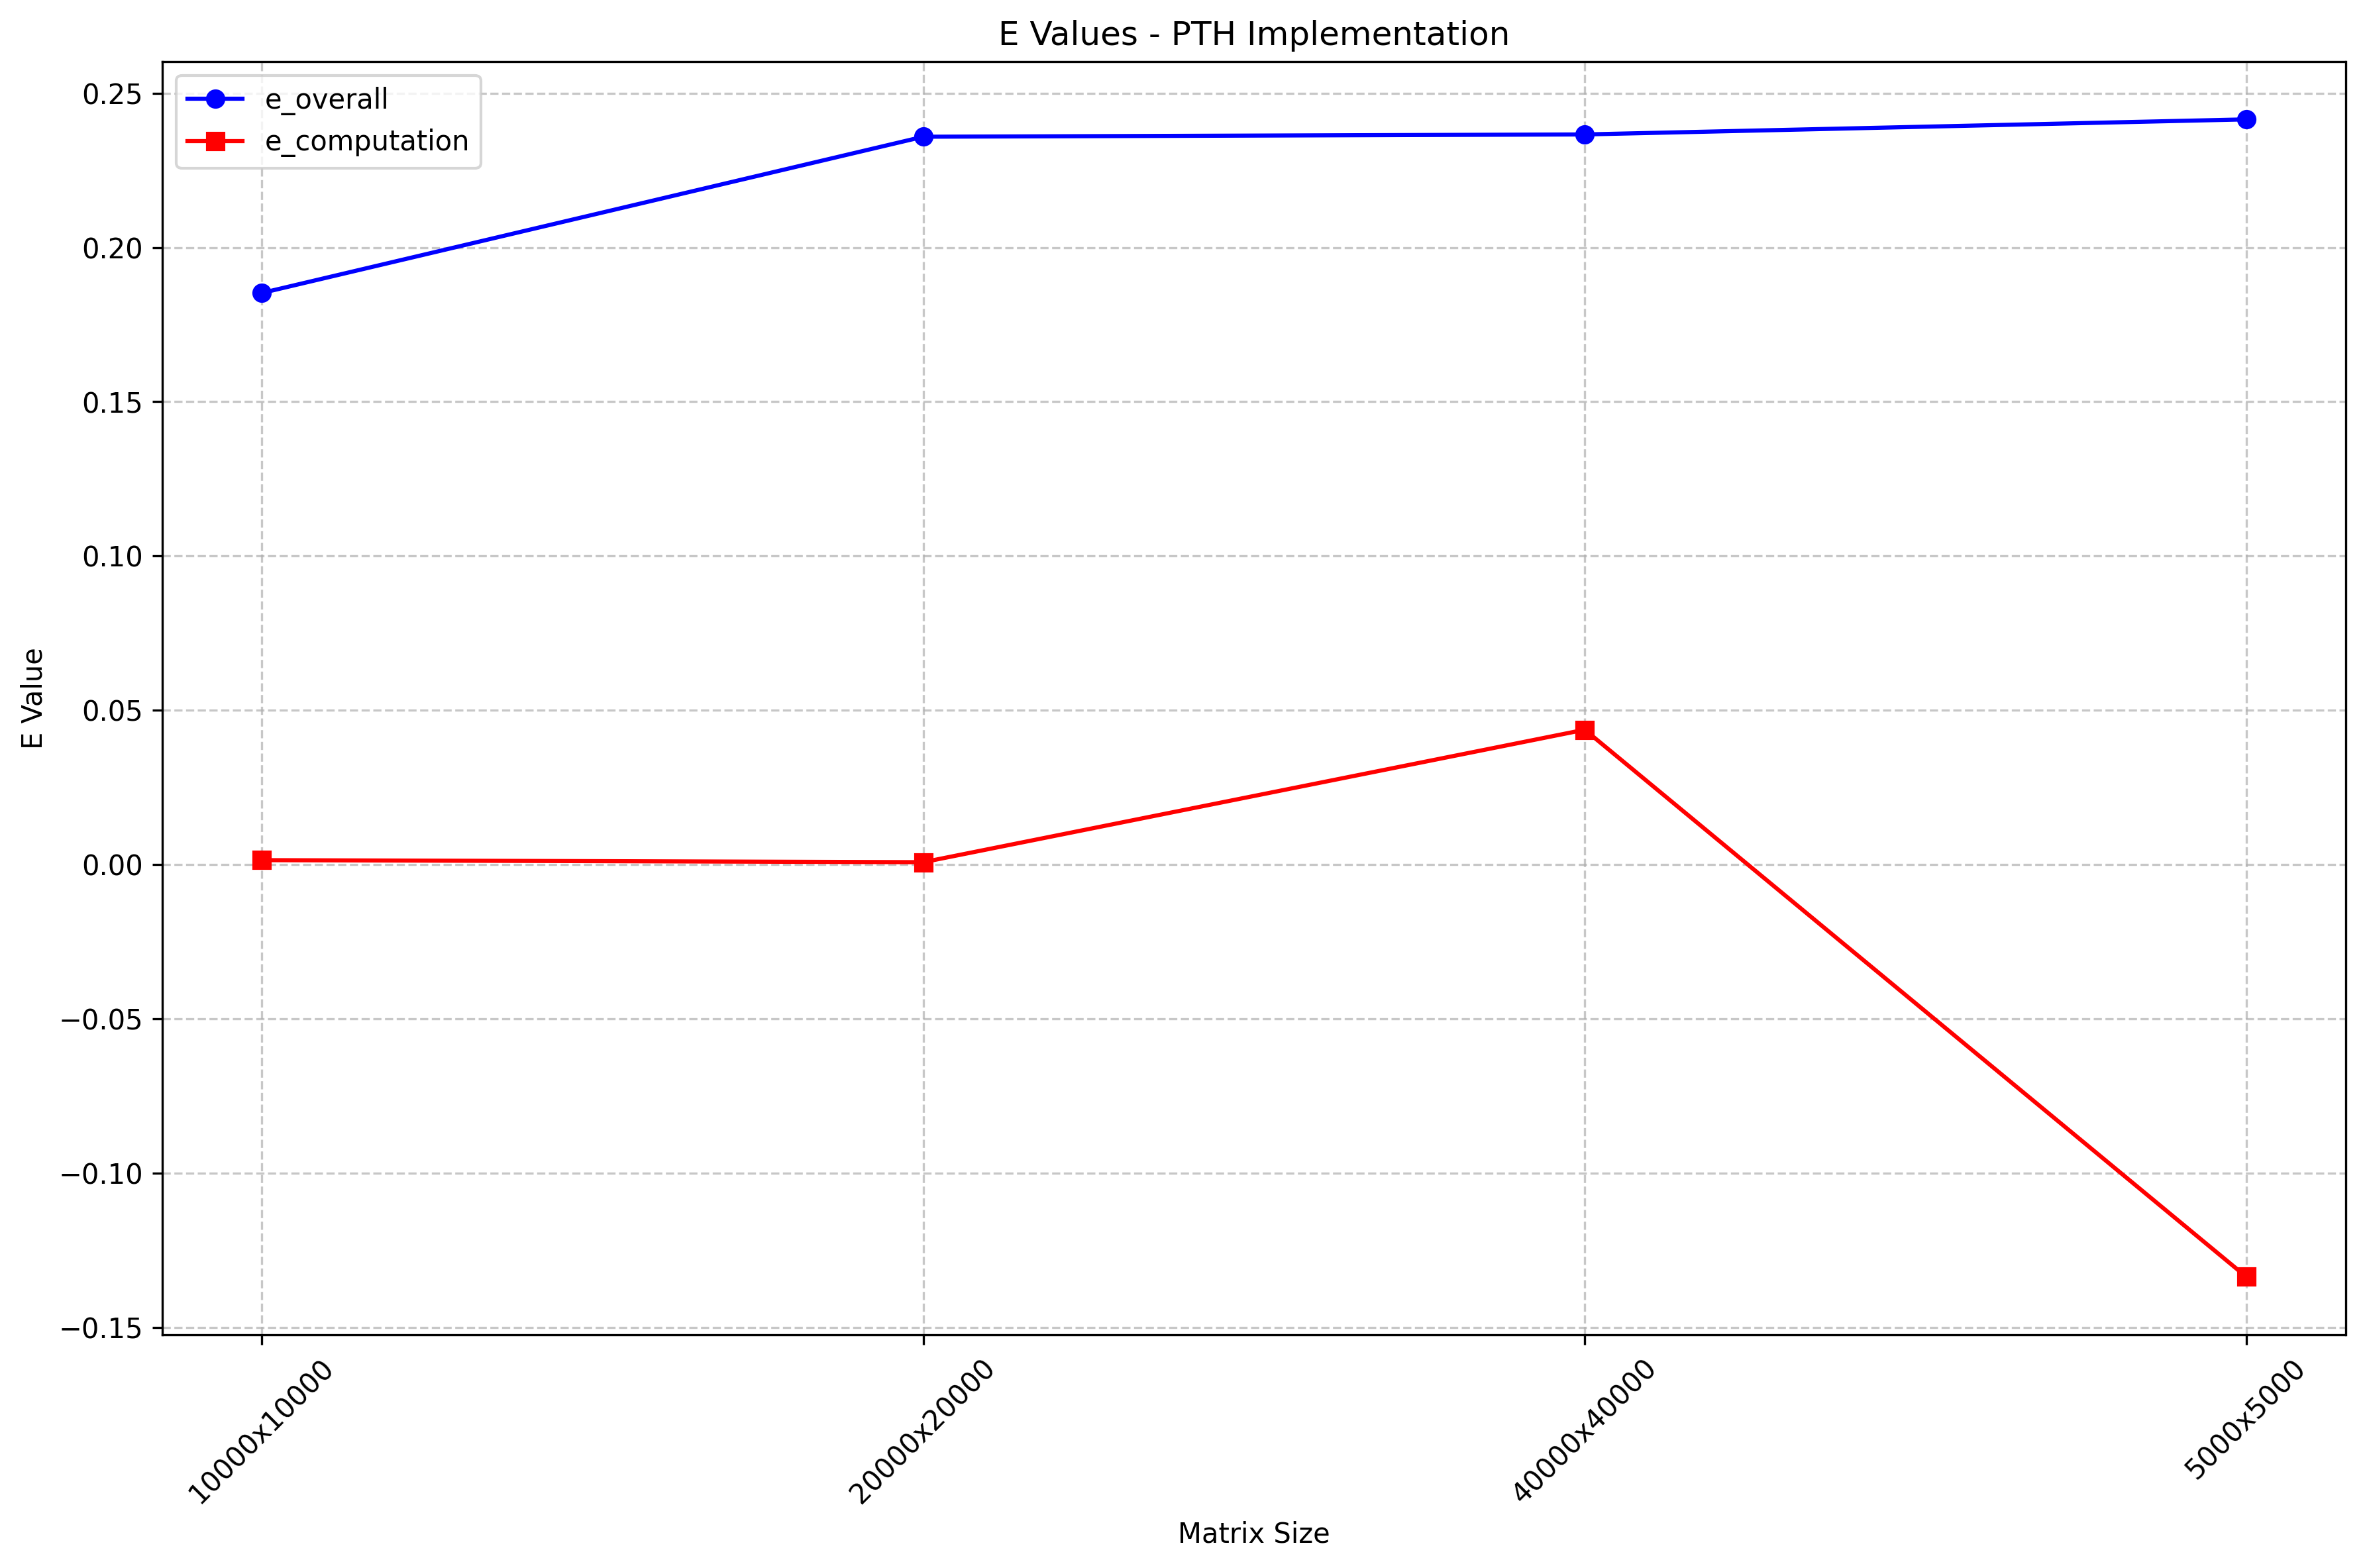 E Values - PTH Implementation
e_overall
e_computation
0.25
0.20
0.15
0.10
0.05
0.00
−0.05
−0.10
−0.15
E Value
10000x10000
20000x20000
40000x40000
5000x5000
Matrix Size